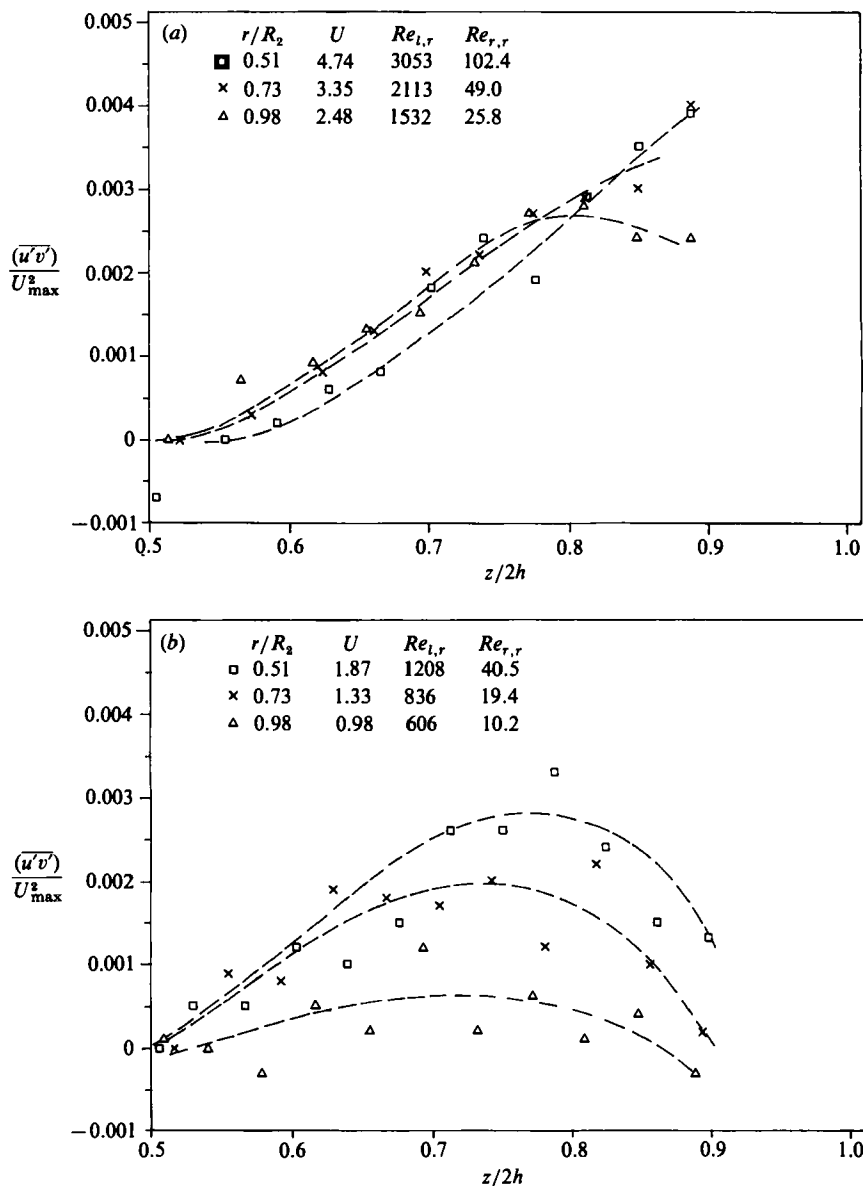 (a) r/R₂ U Re_{l,r} Re_{r,r}
0.51 4.74 3053 102.4
× 0.73 3.35 2113 49.0
△ 0.98 2.48 1532 25.8
0.005
0.004
0.003
0.002
0.001
0
−0.001
(u′v′)
U²max
0.5 0.6 0.7 0.8 0.9 1.0
z/2h
(b) r/R₂ U Re_{l,r} Re_{r,r}
□ 0.51 1.87 1208 40.5
× 0.73 1.33 836 19.4
△ 0.98 0.98 606 10.2
0.005
0.004
0.003
0.002
0.001
0
−0.001
(u′v′)
U²max
0.5 0.6 0.7 0.8 0.9 1.0
z/2h